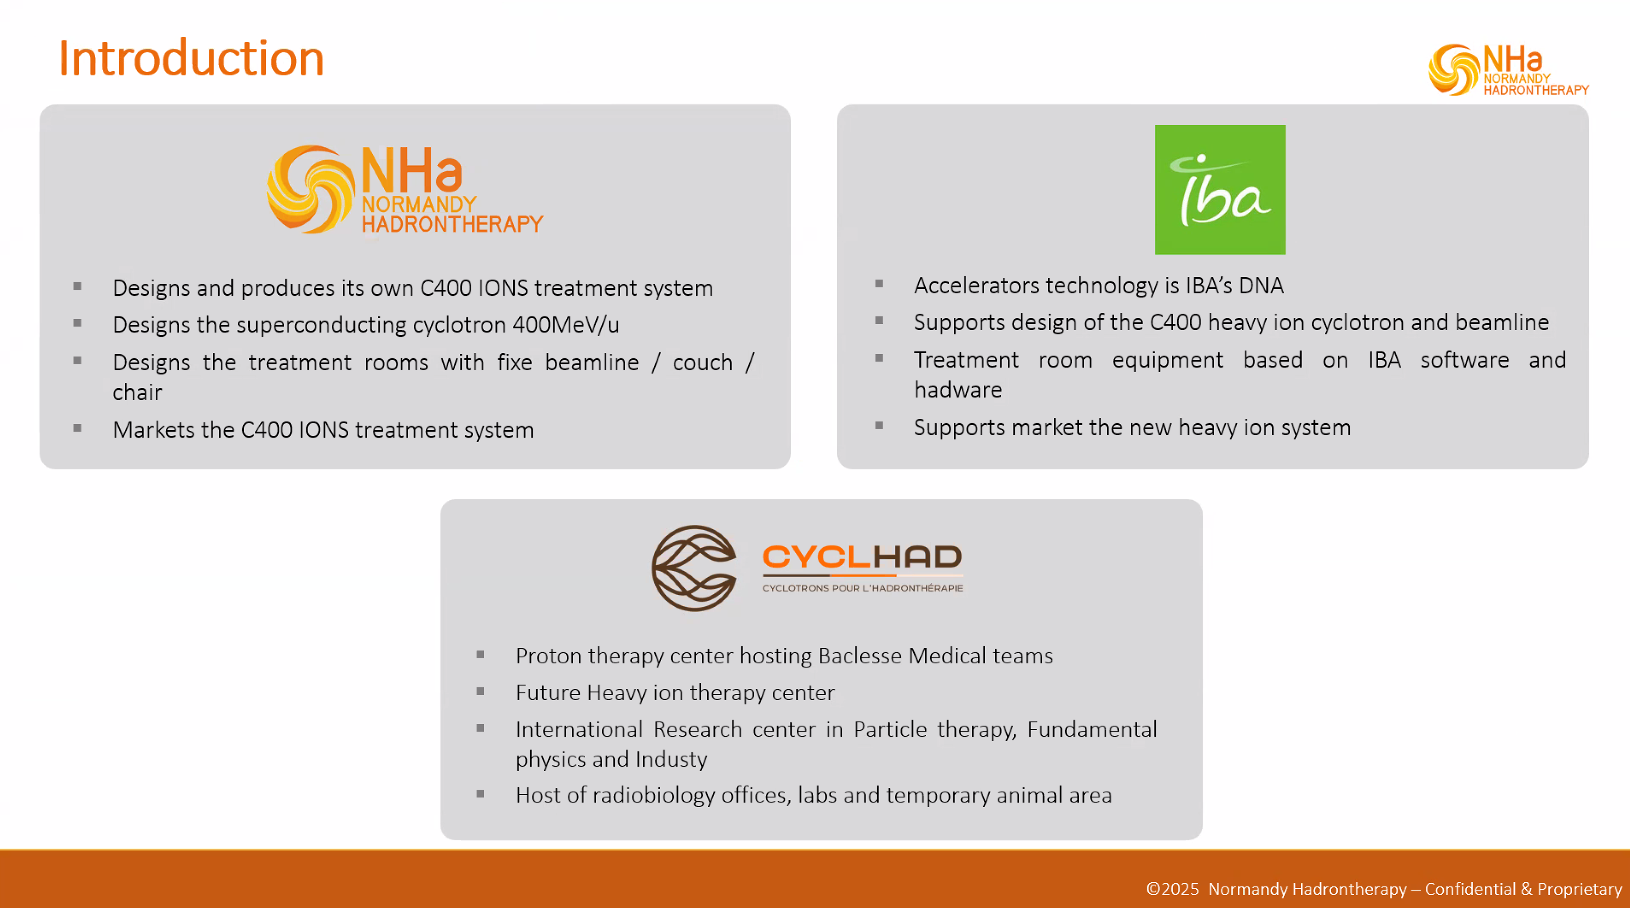 Introduction
NHa
NORMANDY
HADRONTHERAPY
NHa
NORMANDY
HADRONTHERAPY
▪ Designs and produces its own C400 IONS treatment system
▪ Designs the superconducting cyclotron 400MeV/u
▪ Designs the treatment rooms with fixe beamline / couch /
chair
▪ Markets the C400 IONS treatment system
iba
▪ Accelerators technology is IBA’s DNA
▪ Supports design of the C400 heavy ion cyclotron and beamline
▪ Treatment room equipment based on IBA software and
hadware
▪ Supports market the new heavy ion system
CYCLHAD
CYCLOTRONS POUR L'HADRONTHÉRAPIE
▪ Proton therapy center hosting Baclesse Medical teams
▪ Future Heavy ion therapy center
▪ International Research center in Particle therapy, Fundamental
physics and Industy
▪ Host of radiobiology offices, labs and temporary animal area
©2025 Normandy Hadrontherapy – Confidential & Proprietary